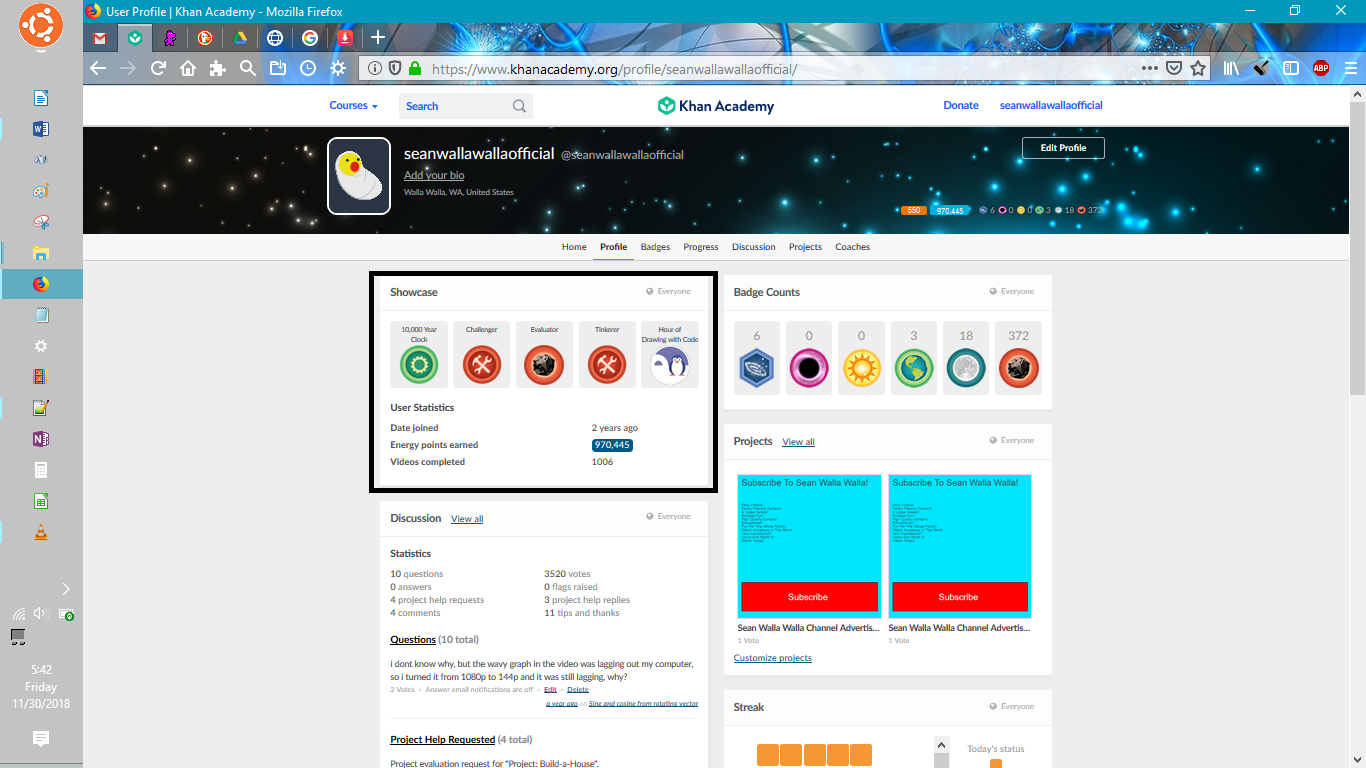 User Profile | Khan Academy - Mozilla Firefox
https://www.khanacademy.org/profile/seanwallawallaofficial/
ABP
Courses
Search
Khan Academy
Donate
seanwallawallaofficial
seanwallawallaofficial @seanwallawallaofficial
Edit Profile
Add your bio
Walla Walla, WA, United States
550 970,445 6 0 0 3 18 372
Home Profile Badges Progress Discussion Projects Coaches
Showcase Everyone
10,000 Year Clock
Challenger
Evaluator
Tinkerer
Hour of Drawing with Code
User Statistics
Date joined 2 years ago
Energy points earned 970,445
Videos completed 1006
Badge Counts Everyone
6 0 0 3 18 372
Discussion View all Everyone
Statistics
10 questions 3520 votes
0 answers 0 flags raised
4 project help requests 3 project help replies
4 comments 11 tips and thanks
Questions (10 total)
i dont know why, but the wavy graph in the video was lagging out my computer,
so i turned it from 1080p to 144p and it was still lagging, why?
2 Votes • Answer email notifications are off • Edit • Delete
a year ago on Sine and cosine from rotating vector
Project Help Requested (4 total)
Project evaluation request for "Project: Build-a-House".
Projects View all Everyone
Subscribe To Sean Walla Walla!
Subscribe
Sean Walla Walla Channel Advertis...
1 Vote
Subscribe To Sean Walla Walla!
Subscribe
Sean Walla Walla Channel Advertis...
1 Vote
Customize projects
Streak Everyone
Today's status
5:42
Friday
11/30/2018